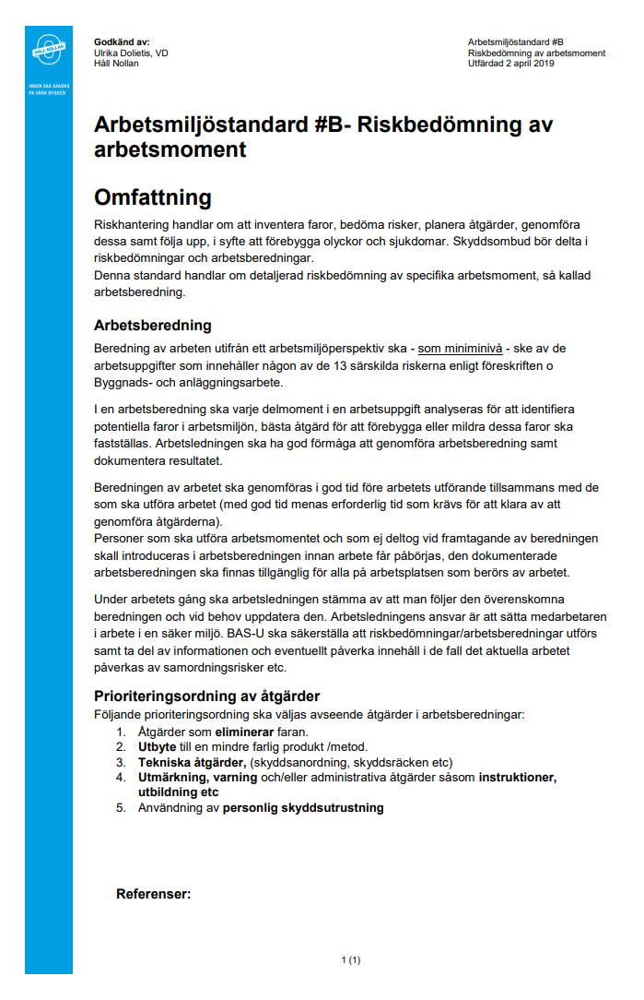 HÅLL NOLLAN
INGEN SKA SKADAS
PÅ VÅRA BYGGEN
Godkänd av:
Ulrika Dolietis, VD
Håll Nollan
Arbetsmiljöstandard #B
Riskbedömning av arbetsmoment
Utfärdad 2 april 2019
Arbetsmiljöstandard #B- Riskbedömning av
arbetsmoment
Omfattning
Riskhantering handlar om att inventera faror, bedöma risker, planera åtgärder, genomföra
dessa samt följa upp, i syfte att förebygga olyckor och sjukdomar. Skyddsombud bör delta i
riskbedömningar och arbetsberedningar.
Denna standard handlar om detaljerad riskbedömning av specifika arbetsmoment, så kallad
arbetsberedning.
Arbetsberedning
Beredning av arbeten utifrån ett arbetsmiljöperspektiv ska - som miniminivå - ske av de
arbetsuppgifter som innehåller någon av de 13 särskilda riskerna enligt föreskriften o
Byggnads- och anläggningsarbete.
I en arbetsberedning ska varje delmoment i en arbetsuppgift analyseras för att identifiera
potentiella faror i arbetsmiljön, bästa åtgärd för att förebygga eller mildra dessa faror ska
fastställas. Arbetsledningen ska ha god förmåga att genomföra arbetsberedning samt
dokumentera resultatet.
Beredningen av arbetet ska genomföras i god tid före arbetets utförande tillsammans med de
som ska utföra arbetet (med god tid menas erforderlig tid som krävs för att klara av att
genomföra åtgärderna).
Personer som ska utföra arbetsmomentet och som ej deltog vid framtagande av beredningen
skall introduceras i arbetsberedningen innan arbete får påbörjas, den dokumenterade
arbetsberedningen ska finnas tillgänglig för alla på arbetsplatsen som berörs av arbetet.
Under arbetets gång ska arbetsledningen stämma av att man följer den överenskomna
beredningen och vid behov uppdatera den. Arbetsledningens ansvar är att sätta medarbetaren
i arbete i en säker miljö. BAS-U ska säkerställa att riskbedömningar/arbetsberedningar utförs
samt ta del av informationen och eventuellt påverka innehåll i de fall det aktuella arbetet
påverkas av samordningsrisker etc.
Prioriteringsordning av åtgärder
Följande prioriteringsordning ska väljas avseende åtgärder i arbetsberedningar:
1. Åtgärder som eliminerar faran.
2. Utbyte till en mindre farlig produkt /metod.
3. Tekniska åtgärder, (skyddsanordning, skyddsräcken etc)
4. Utmärkning, varning och/eller administrativa åtgärder såsom instruktioner,
utbildning etc
5. Användning av personlig skyddsutrustning
Referenser:
1 (1)